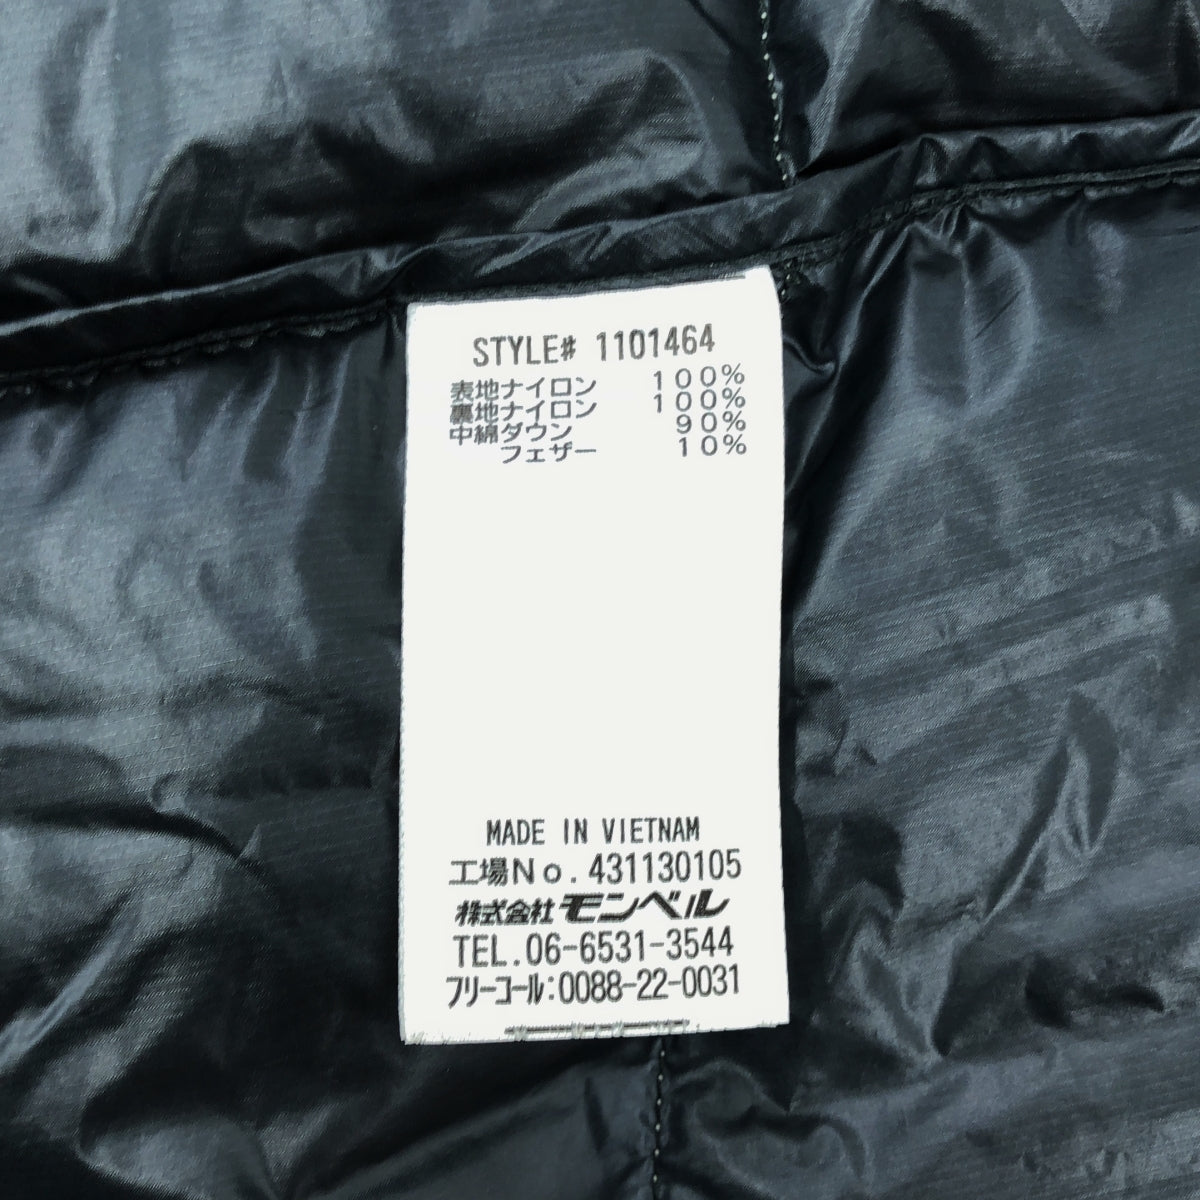 STYLE# 1101464
表地ナイロン 100%
裏地ナイロン 100%
中綿ダウン 90%
フェザー 10%
MADE IN VIETNAM
工場No.431130105
株式会社モンベル
TEL.06-6531-3544
フリーコール:0088-22-0031